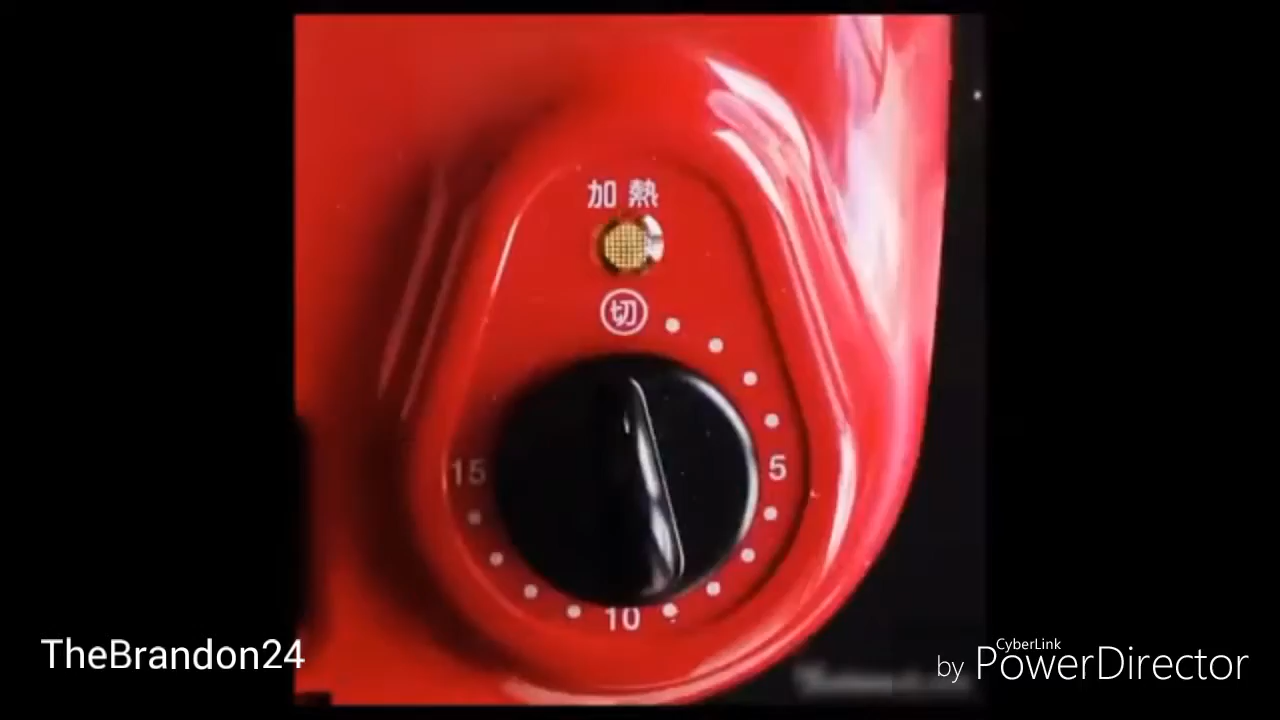 加熱
切
5
15
10
TheBrandon24
CyberLink
by PowerDirector